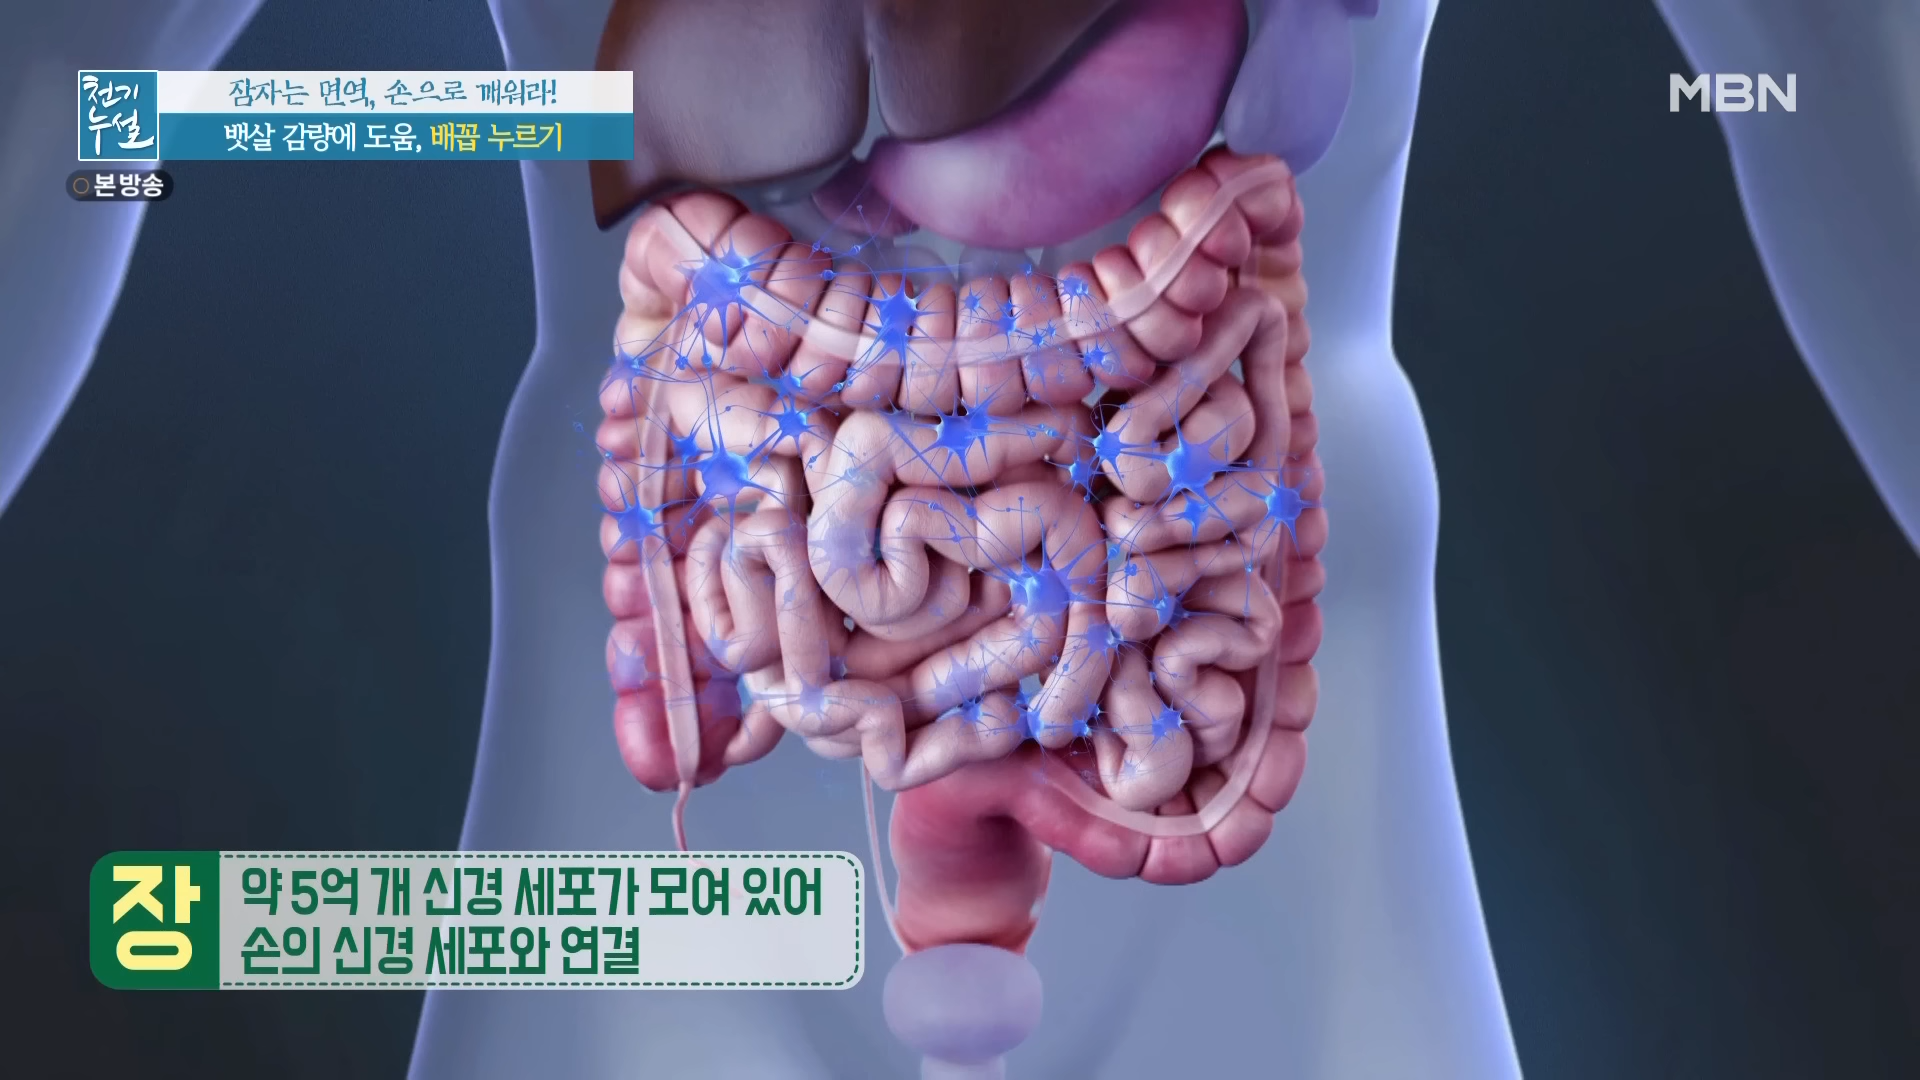 천기누설
잠자는 면역, 손으로 깨워라!
뱃살 감량에 도움, 배꼽 누르기
본방송
MBN
장
약 5억 개 신경 세포가 모여 있어
손의 신경 세포와 연결